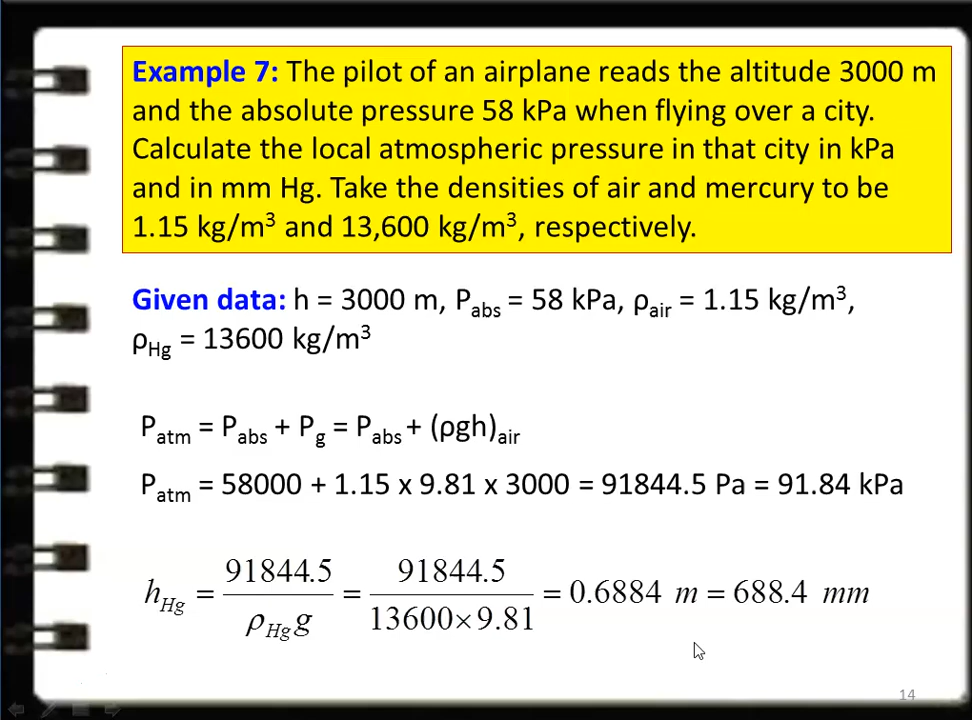 Example 7: The pilot of an airplane reads the altitude 3000 m
and the absolute pressure 58 kPa when flying over a city.
Calculate the local atmospheric pressure in that city in kPa
and in mm Hg. Take the densities of air and mercury to be
1.15 kg/m³ and 13,600 kg/m³, respectively.
Given data: h = 3000 m, P_abs = 58 kPa, ρ_air = 1.15 kg/m³,
ρ_Hg = 13600 kg/m³
P_atm = P_abs + P_g = P_abs + (ρgh)_air
P_atm = 58000 + 1.15 x 9.81 x 3000 = 91844.5 Pa = 91.84 kPa
h_Hg = 91844.5 / ρ_Hg g = 91844.5 / 13600×9.81 = 0.6884 m = 688.4 mm
14